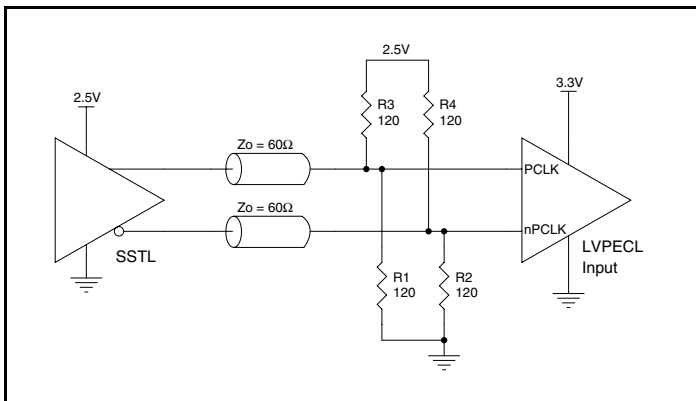 2.5V
2.5V
3.3V
R3
120
R4
120
Zo = 60Ω
PCLK
Zo = 60Ω
nPCLK
SSTL
LVPECL
Input
R1
120
R2
120